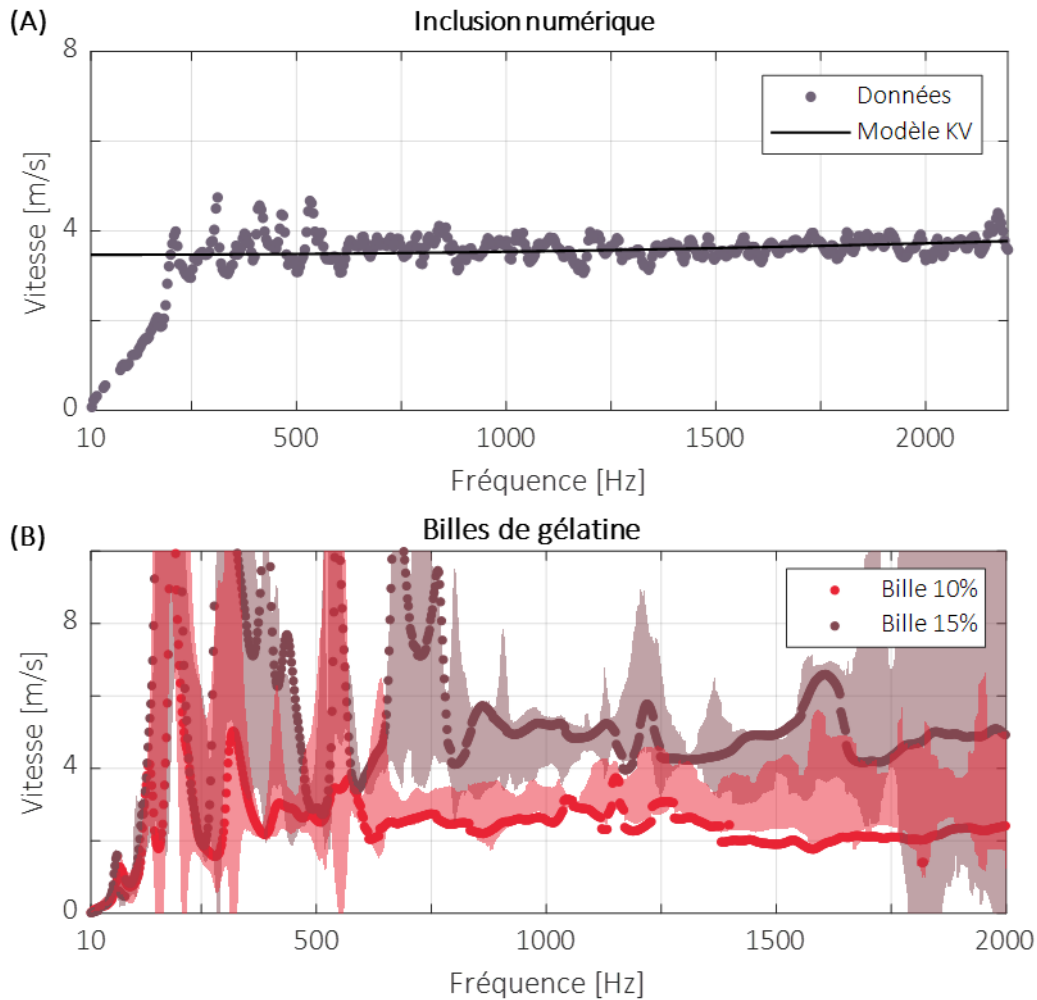 (A)
Inclusion numérique
8
4
0
Vitesse [m/s]
Données
Modèle KV
10 500 1000 1500 2000
Fréquence [Hz]
(B)
Billes de gélatine
8
4
0
Vitesse [m/s]
Bille 10%
Bille 15%
10 500 1000 1500 2000
Fréquence [Hz]